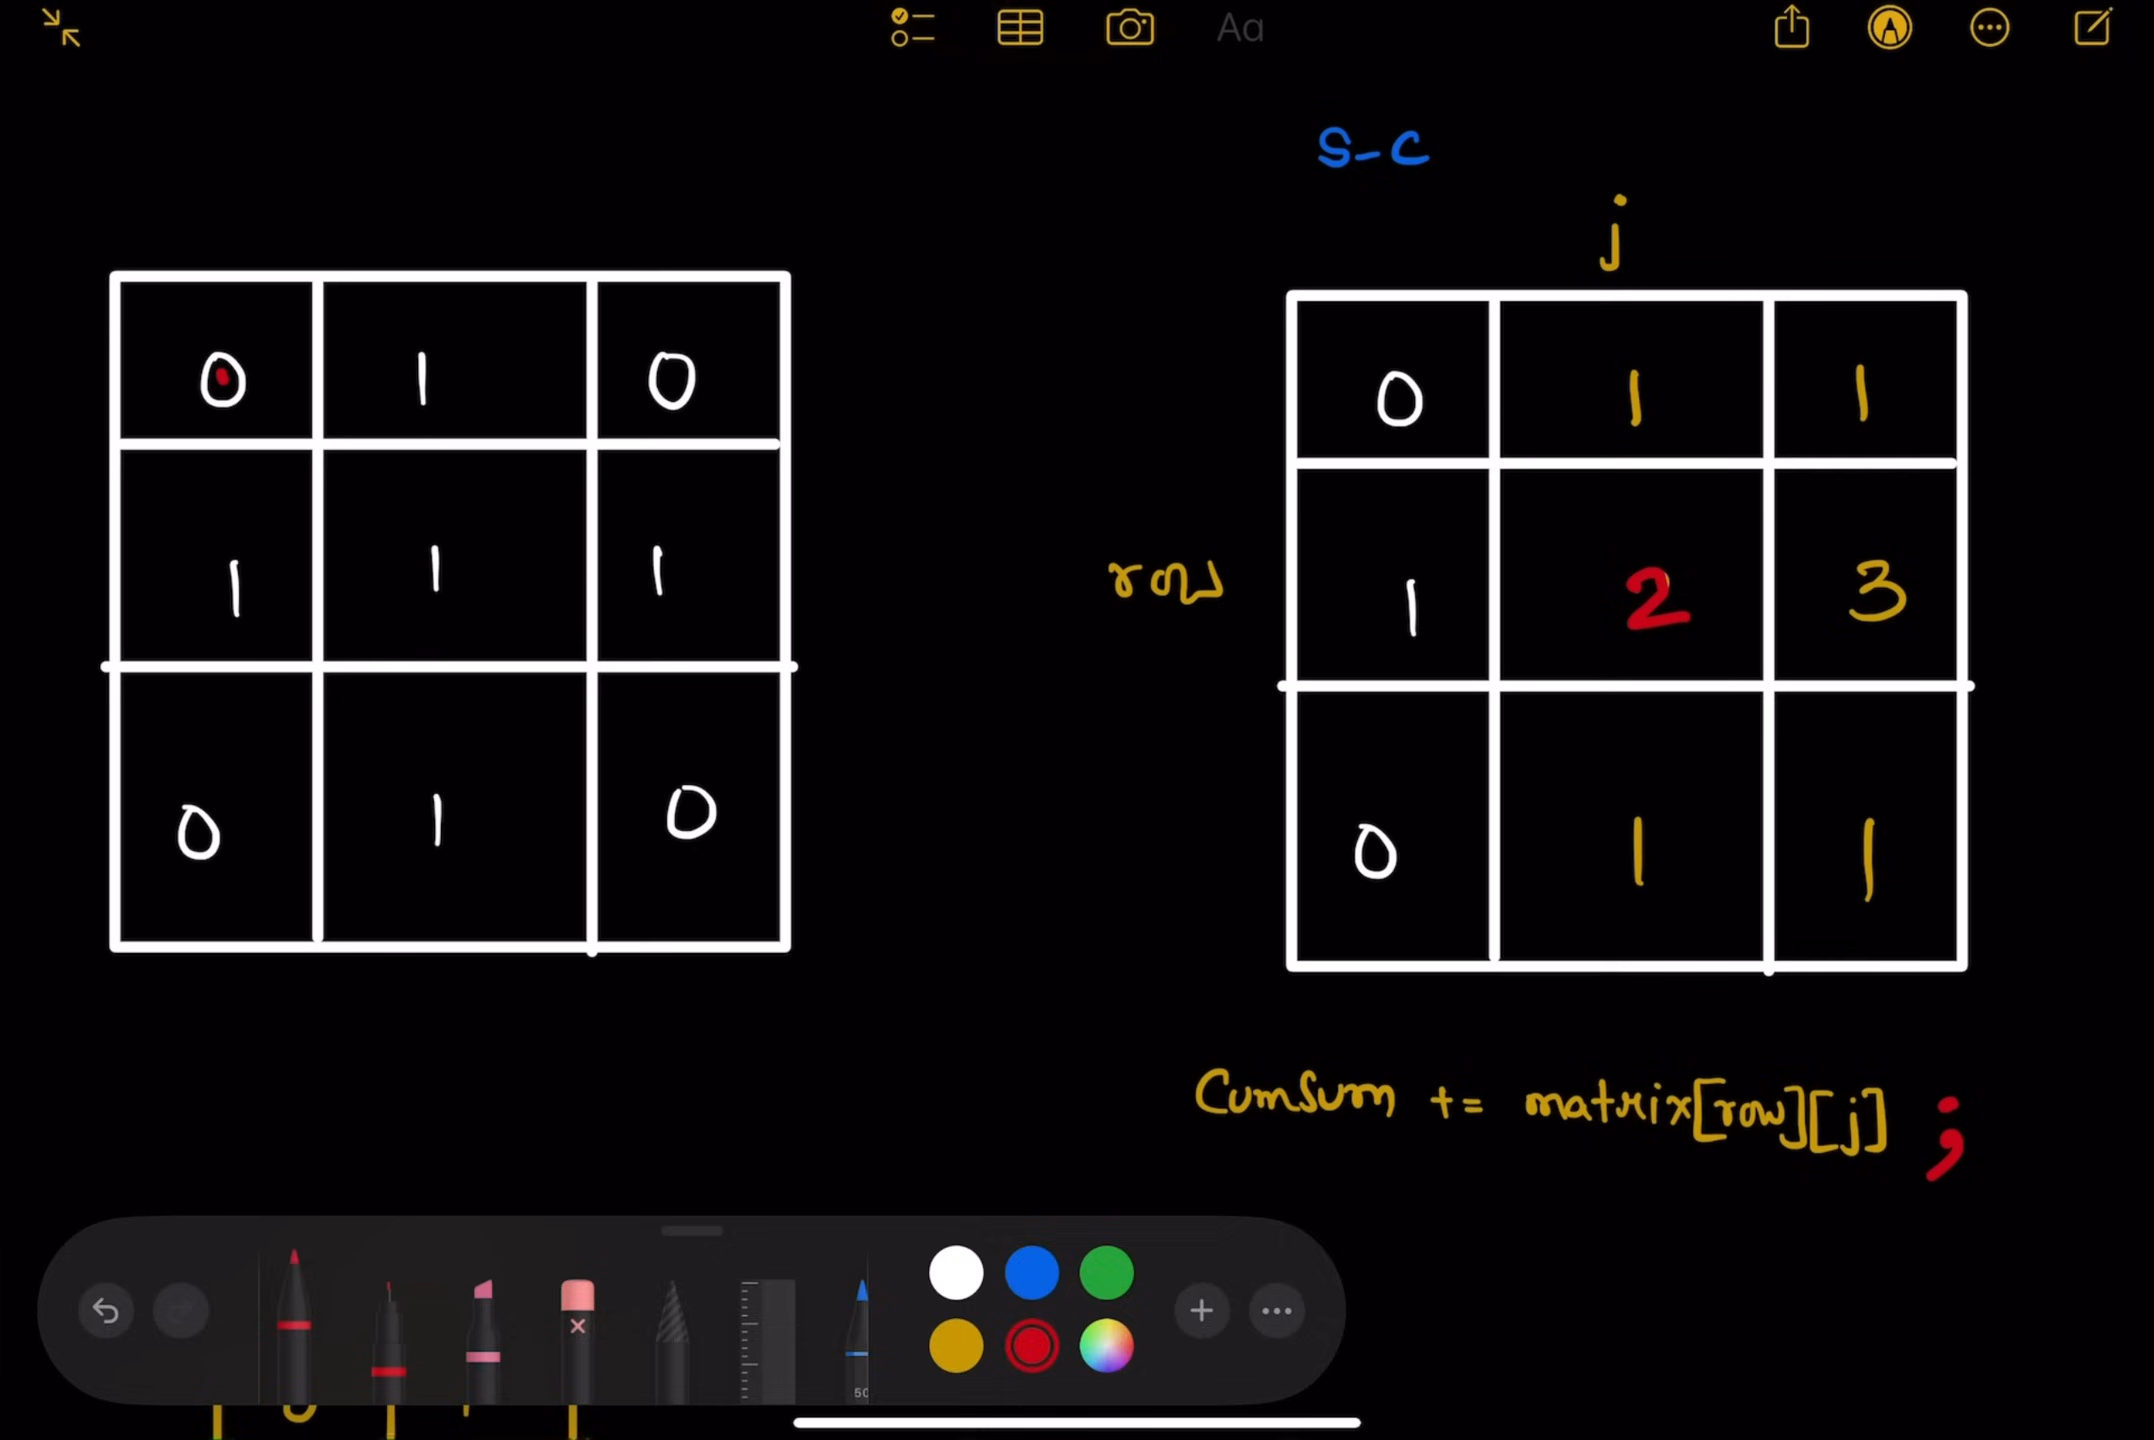 Aa
S-C
j
0 1 0
1 1 1
0 1 0
0 1 1
row 1 2 3
0 1 1
CumSum += matrix[row][j] ;
50